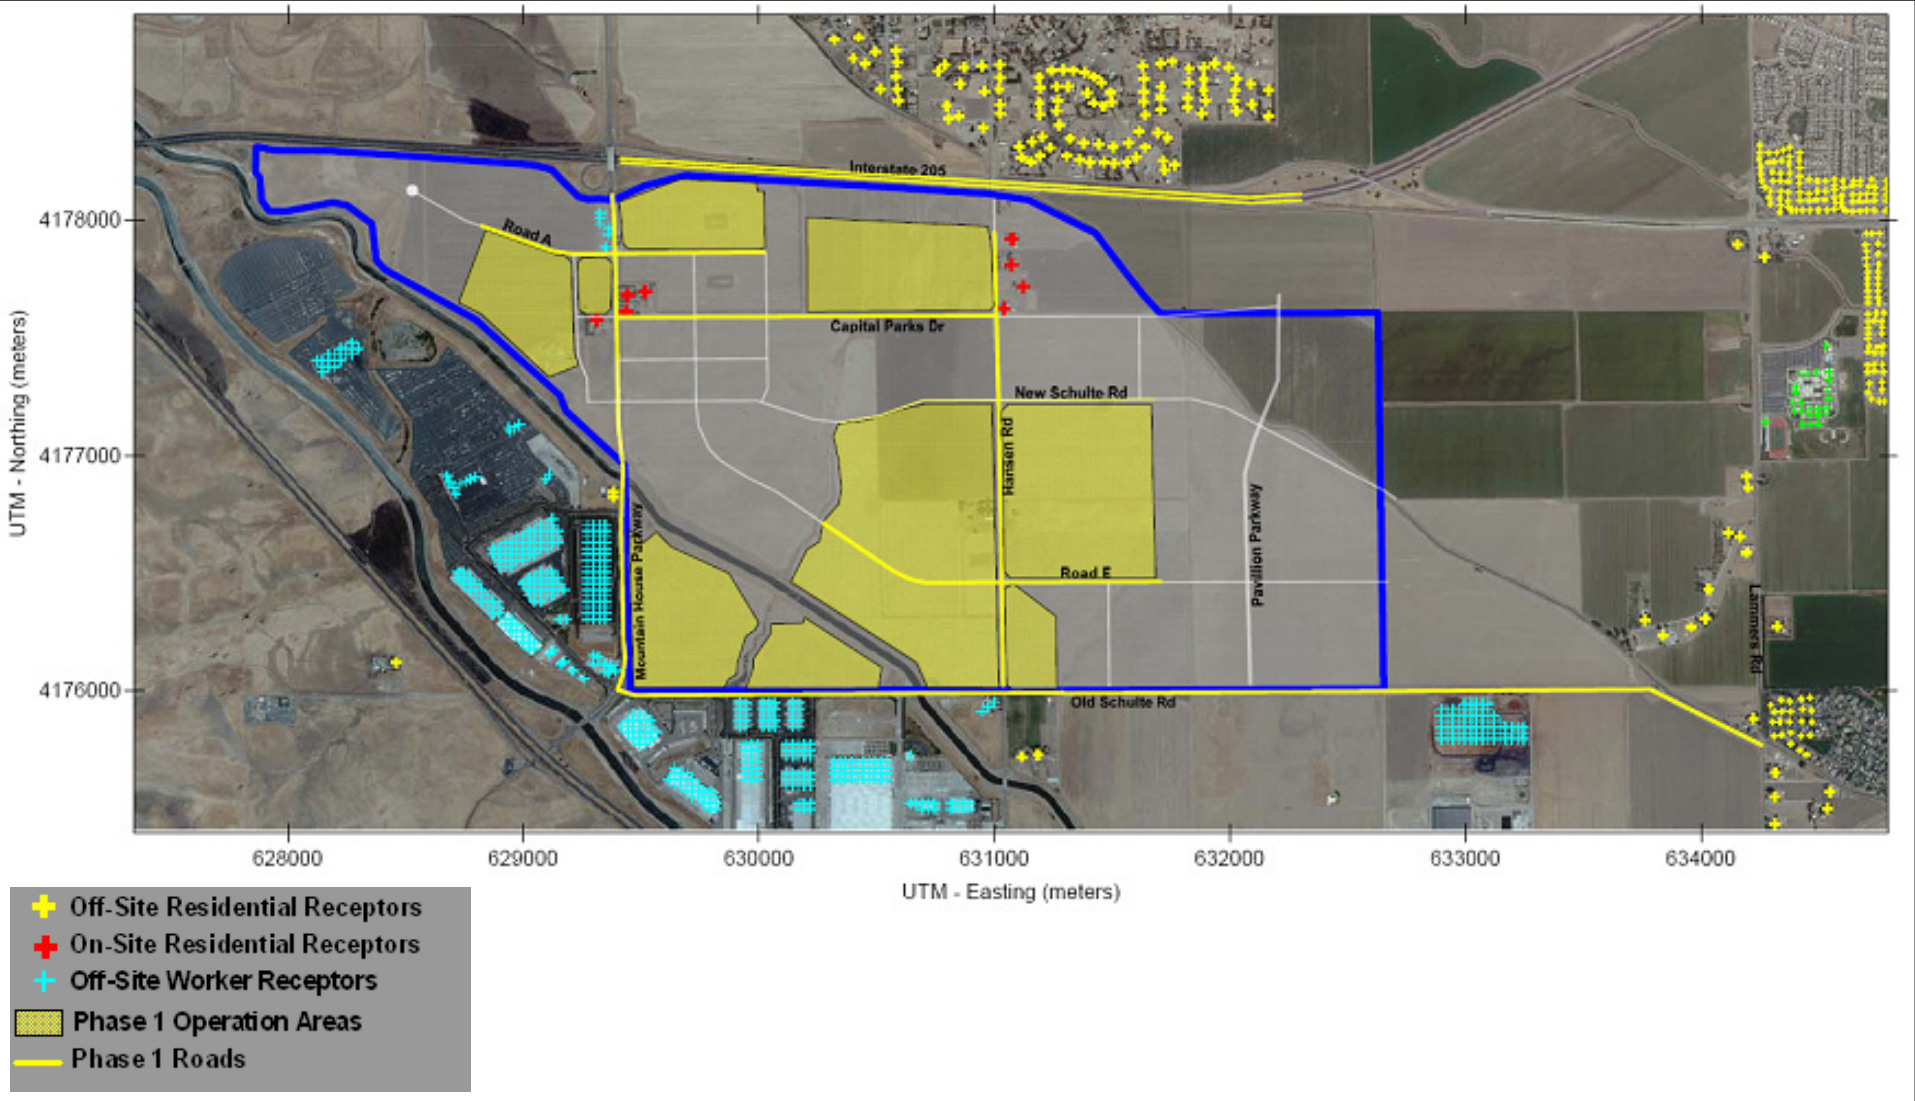 Interstate 205
4178000
Road A
Capital Parks Dr
New Schulte Rd
UTM - Northing (meters)
4177000
Hansen Rd
Mountain House Parkway
Pavillion Parkway
Road E
Lammers Rd
4176000
Old Schulte Rd
628000
629000
630000
631000
632000
633000
634000
UTM - Easting (meters)
Off-Site Residential Receptors
On-Site Residential Receptors
Off-Site Worker Receptors
Phase 1 Operation Areas
Phase 1 Roads